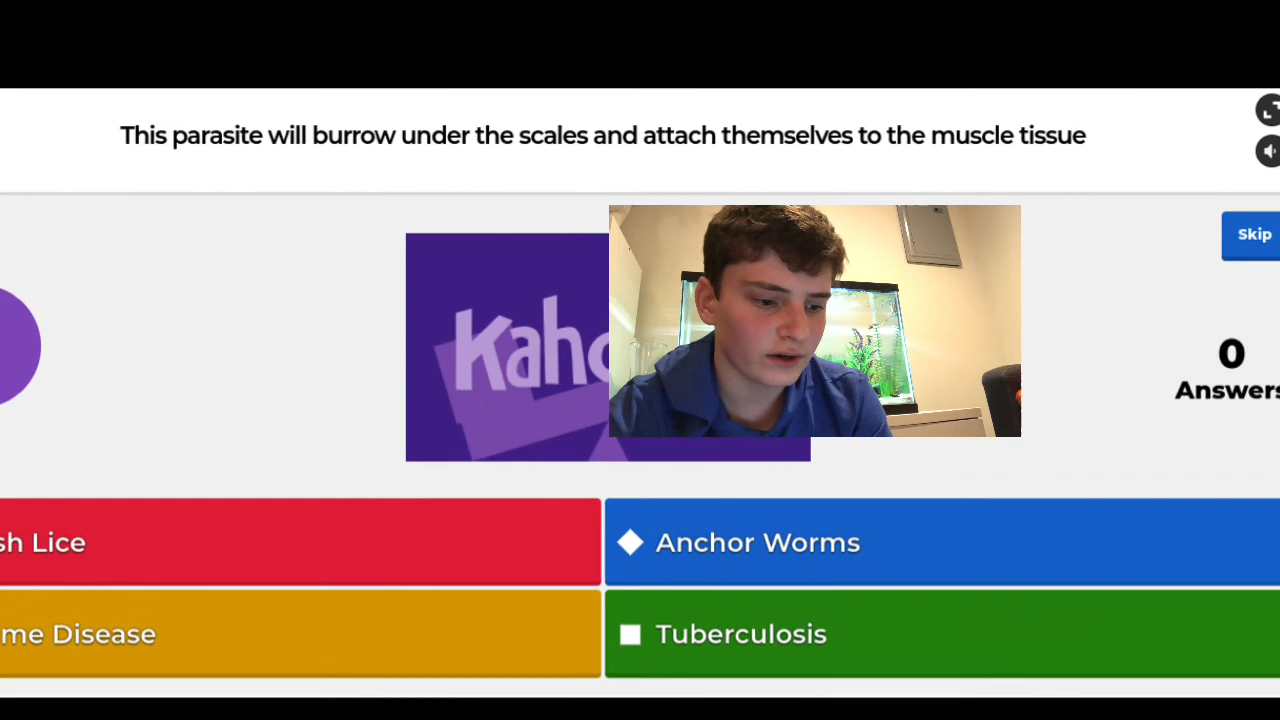 This parasite will burrow under the scales and attach themselves to the muscle tissue
Skip
Kaho
0
Answers
sh Lice
Anchor Worms
me Disease
Tuberculosis